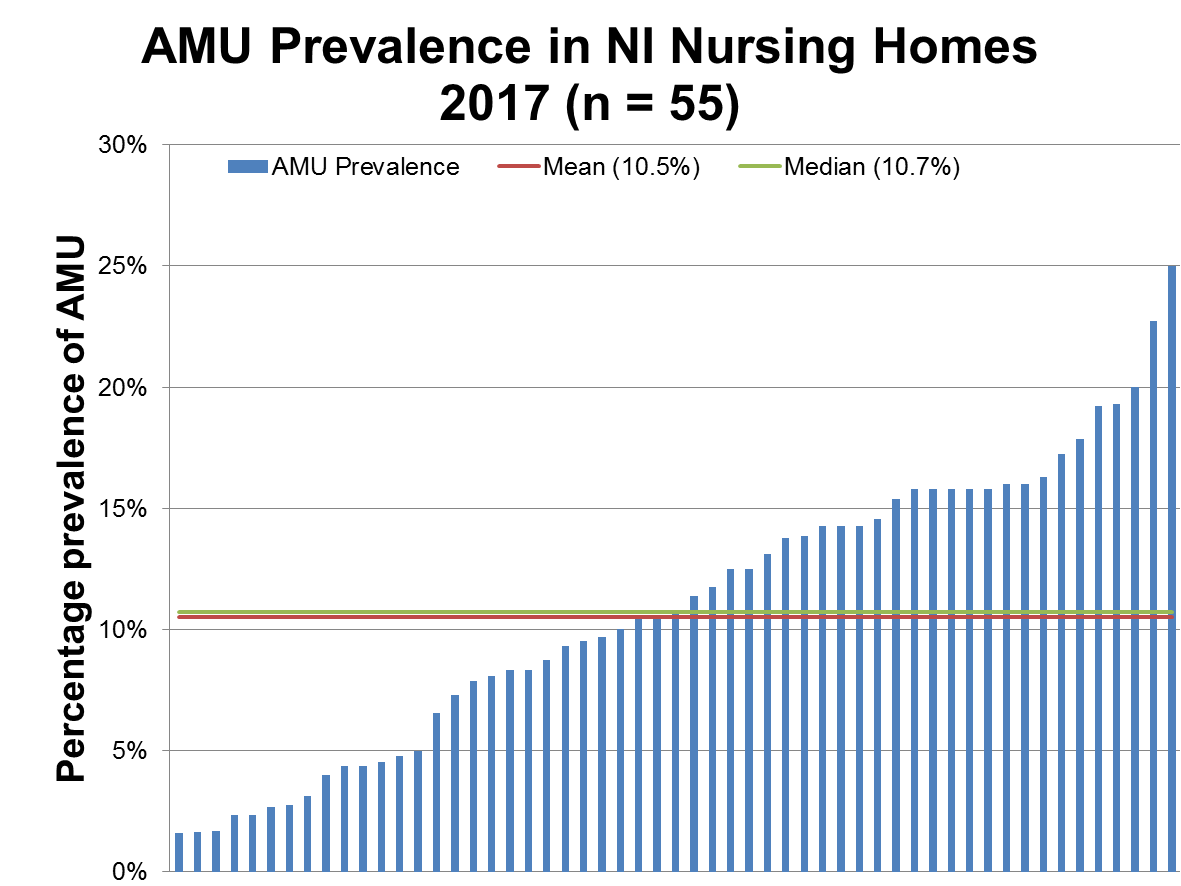 AMU Prevalence in NI Nursing Homes
2017 (n = 55)
30%
AMU Prevalence
Mean (10.5%)
Median (10.7%)
Percentage prevalence of AMU
25%
20%
15%
10%
5%
0%